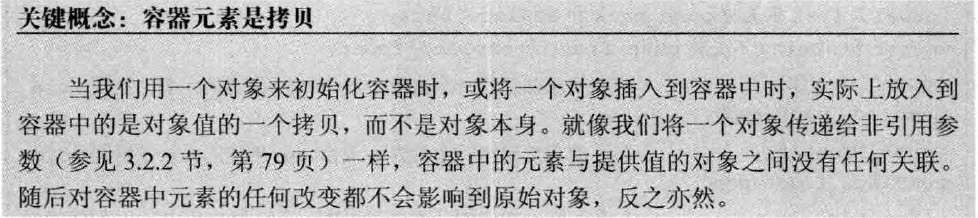 关键概念：容器元素是拷贝
当我们用一个对象来初始化容器时，或将一个对象插入到容器中时，实际上放入到
容器中的是对象值的一个拷贝，而不是对象本身。就像我们将一个对象传递给非引用参
数（参见 3.2.2 节，第 79 页）一样，容器中的元素与提供值的对象之间没有任何关联。
随后对容器中元素的任何改变都不会影响到原始对象，反之亦然。